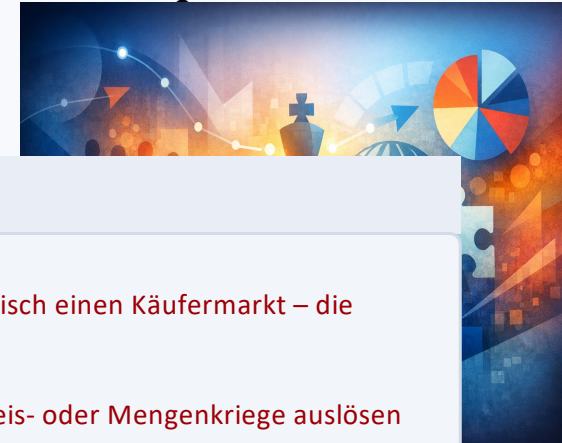 isch einen Käufermarkt – die
eis- oder Mengenkriege auslösen